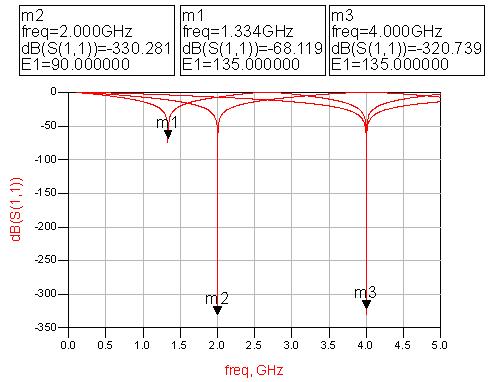 m2
freq=2.000GHz
dB(S(1,1))=-330.281
E1=90.000000
m1
freq=1.334GHz
dB(S(1,1))=-68.119
E1=135.000000
m3
freq=4.000GHz
dB(S(1,1))=-320.739
E1=135.000000
0
-50
-100
-150
-200
-250
-300
-350
dB(S(1,1))
m1
m2
m3
0.0 0.5 1.0 1.5 2.0 2.5 3.0 3.5 4.0 4.5 5.0
freq, GHz